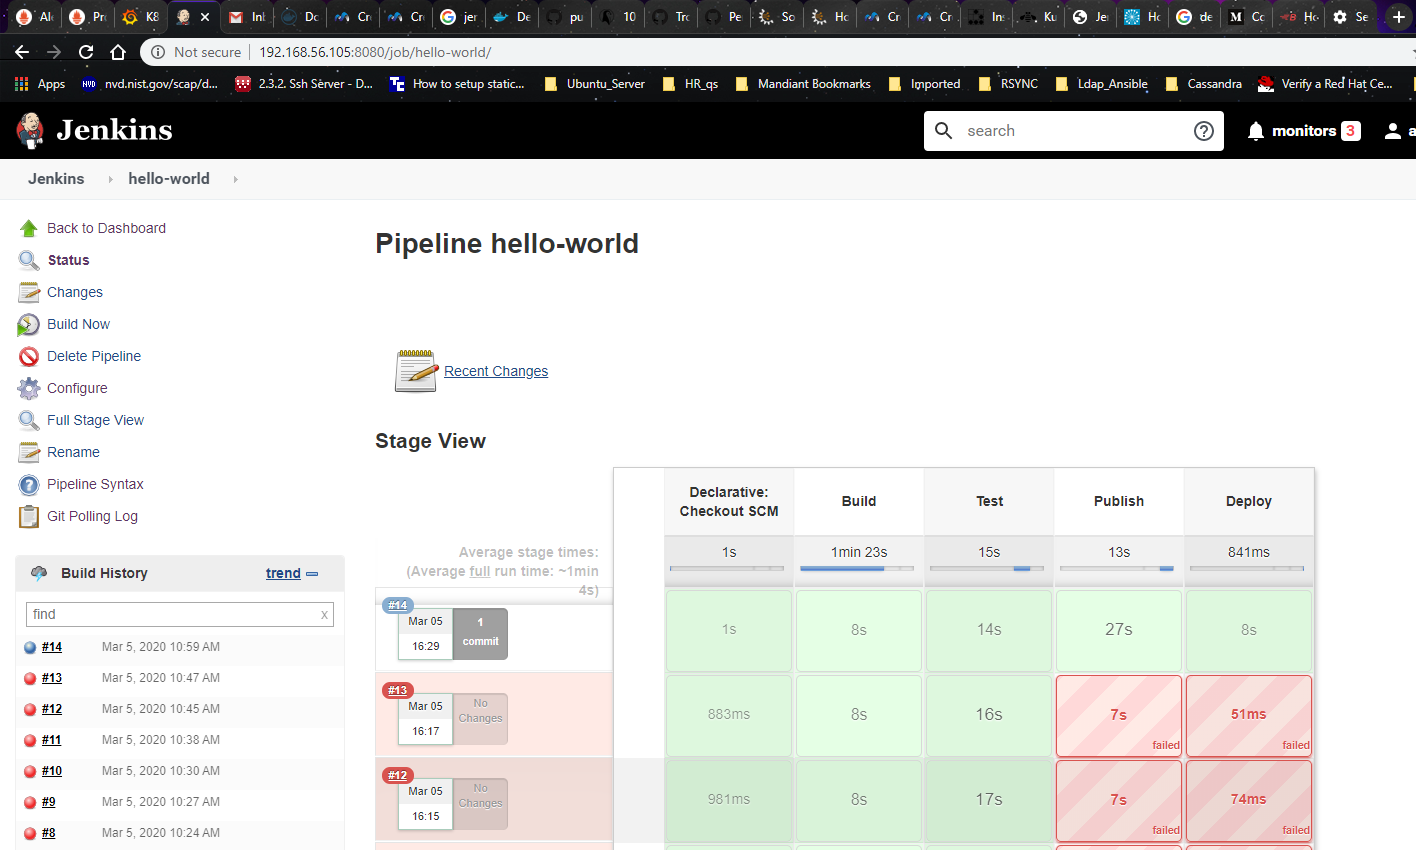 Al
Pro
K8
Inl
Do
Cr
Cr
jer
De
pu
10
Tro
Pe
So
Ho
Cr
Cr
Ins
Ku
Jer
Ho
de
Co
Ho
Se
Not secure 192.168.56.105:8080/job/hello-world/
Apps nvd.nist.gov/scap/d... 2.3.2. Ssh Server - D... How to setup static... Ubuntu_Server HR_qs Mandiant Bookmarks Imported RSYNC Ldap_Ansible Cassandra Verify a Red Hat Ce...
Jenkins search monitors 3 a
Jenkins hello-world
Back to Dashboard
Status
Changes
Build Now
Delete Pipeline
Configure
Full Stage View
Rename
Pipeline Syntax
Git Polling Log
Build History trend
find x
#14 Mar 5, 2020 10:59 AM
#13 Mar 5, 2020 10:47 AM
#12 Mar 5, 2020 10:45 AM
#11 Mar 5, 2020 10:38 AM
#10 Mar 5, 2020 10:30 AM
#9 Mar 5, 2020 10:27 AM
#8 Mar 5, 2020 10:24 AM
Pipeline hello-world
Recent Changes
Stage View
Declarative:
Checkout SCM Build Test Publish Deploy
Average stage times:
(Average full run time: ~1min
4s)
1s 1min 23s 15s 13s 841ms
#14
Mar 05 1
16:29 commit
1s 8s 14s 27s 8s
#13
Mar 05 No
16:17 Changes
883ms 8s 16s 7s 51ms
failed failed
#12
Mar 05 No
16:15 Changes
981ms 8s 17s 7s 74ms
failed failed